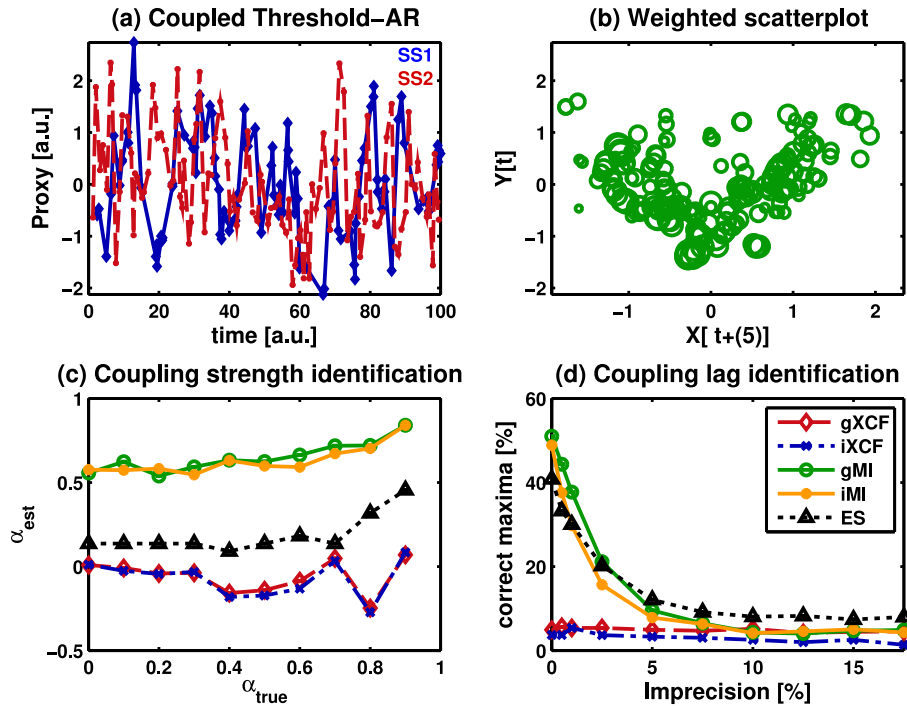 (a) Coupled Threshold-AR
SS1
SS2
Proxy [a.u.]
2
1
0
−1
−2
0 20 40 60 80 100
time [a.u.]
(b) Weighted scatterplot
Y[t]
2
1
0
−1
−2
−1 0 1 2
X[ t+(5)]
(c) Coupling strength identification
α_est
1
0.5
0
−0.5
0 0.2 0.4 0.6 0.8 1
α_true
(d) Coupling lag identification
correct maxima [%]
60
40
20
0
gXCF
iXCF
gMI
iMI
ES
0 5 10 15
Imprecision [%]